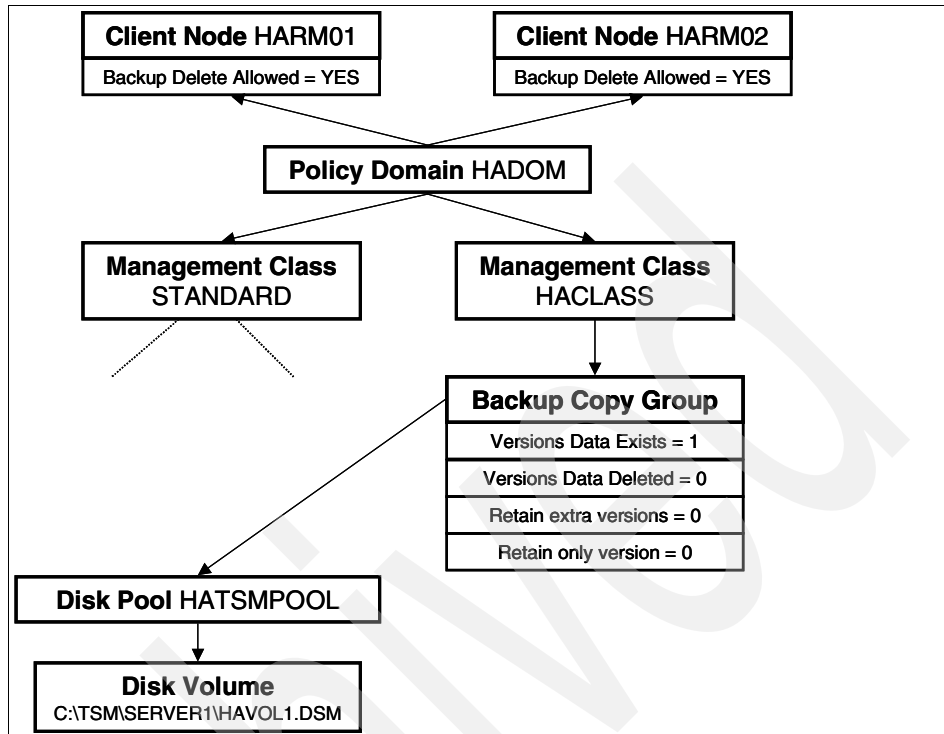 Client Node HARM01
Backup Delete Allowed = YES
Client Node HARM02
Backup Delete Allowed = YES
Policy Domain HADOM
Management Class
STANDARD
Management Class
HACLASS
Backup Copy Group
Versions Data Exists = 1
Versions Data Deleted = 0
Retain extra versions = 0
Retain only version = 0
Disk Pool HATSMPOOL
Disk Volume
C:\TSM\SERVER1\HAVOL1.DSM